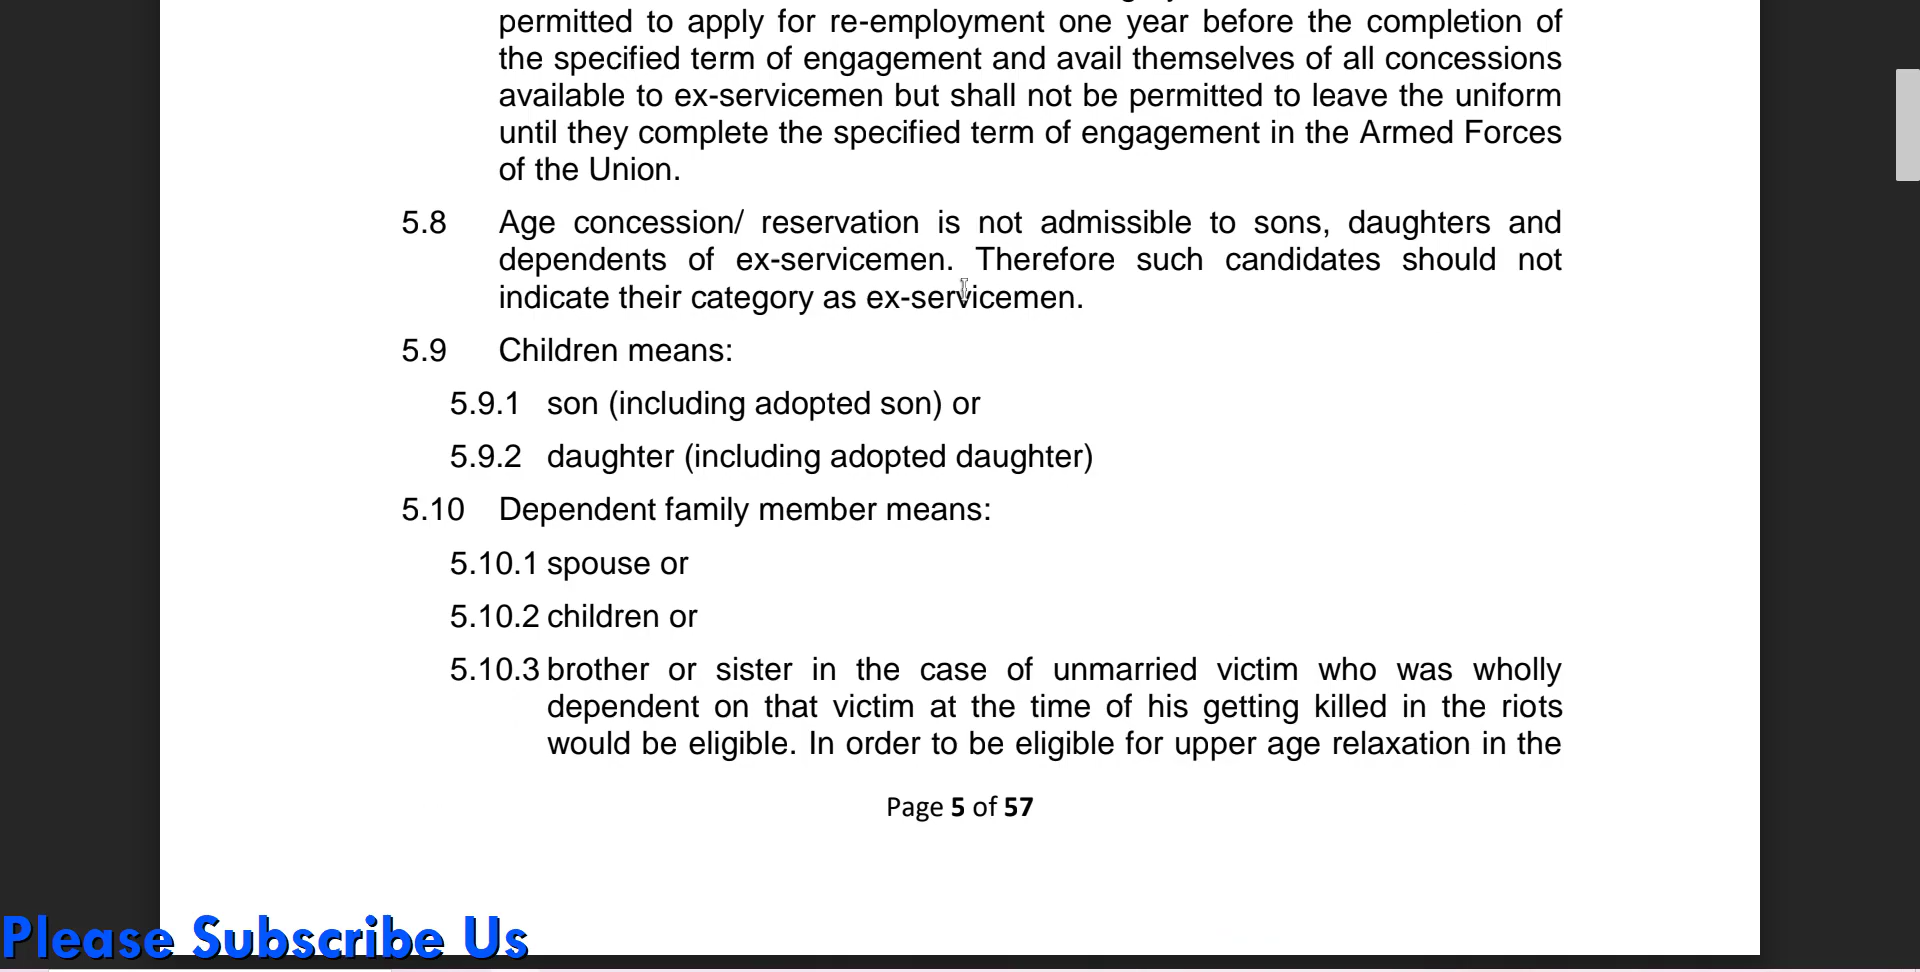 permitted to apply for re-employment one year before the completion of
the specified term of engagement and avail themselves of all concessions
available to ex-servicemen but shall not be permitted to leave the uniform
until they complete the specified term of engagement in the Armed Forces
of the Union.
5.8 Age concession/ reservation is not admissible to sons, daughters and
dependents of ex-servicemen. Therefore such candidates should not
indicate their category as ex-servicemen.
5.9 Children means:
5.9.1 son (including adopted son) or
5.9.2 daughter (including adopted daughter)
5.10 Dependent family member means:
5.10.1 spouse or
5.10.2 children or
5.10.3 brother or sister in the case of unmarried victim who was wholly
dependent on that victim at the time of his getting killed in the riots
would be eligible. In order to be eligible for upper age relaxation in the
Page 5 of 57
Please Subscribe Us